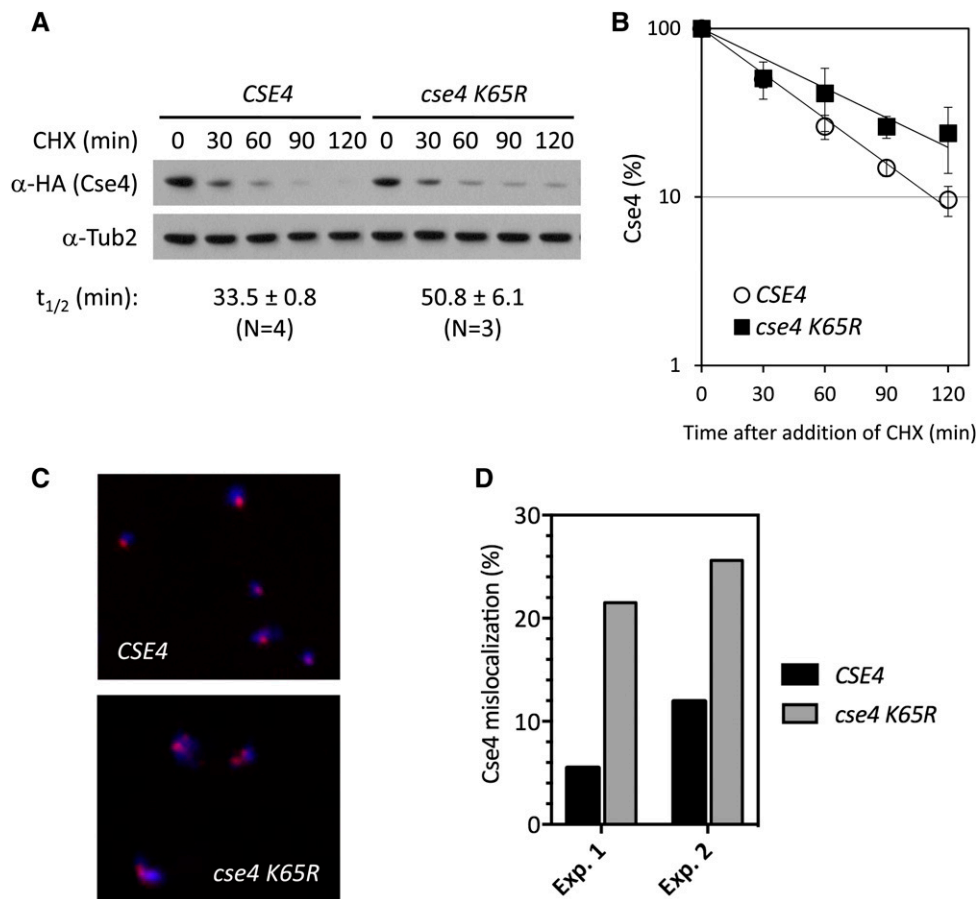 A
CSE4 cse4 K65R
CHX (min) 0 30 60 90 120 0 30 60 90 120
α-HA (Cse4)
α-Tub2
t1/2 (min): 33.5 ± 0.8 50.8 ± 6.1
(N=4) (N=3)
B
100
10
1
Cse4 (%)
CSE4
cse4 K65R
0 30 60 90 120
Time after addition of CHX (min)
C
CSE4
cse4 K65R
D
30
20
10
0
Cse4 mislocalization (%)
CSE4
cse4 K65R
Exp. 1 Exp. 2